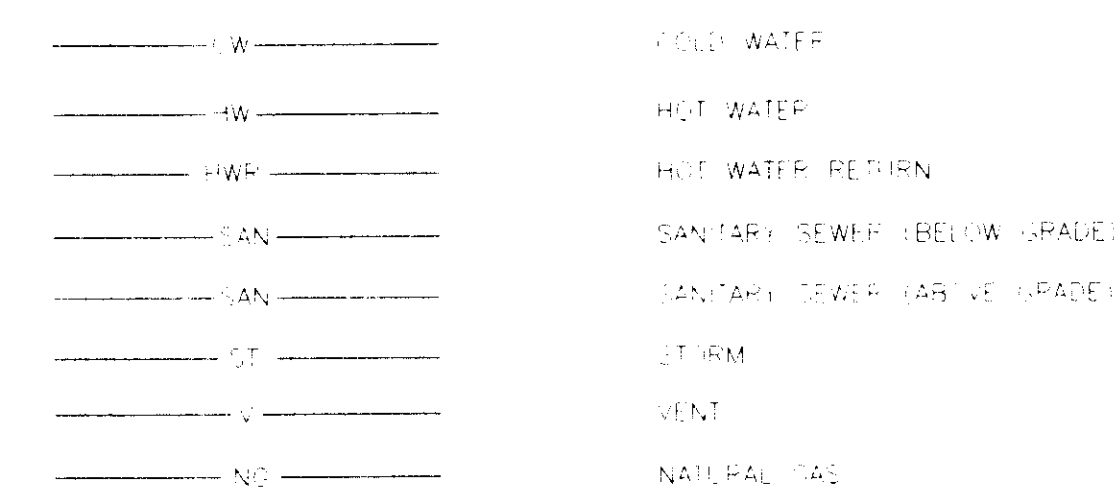 CW COLD WATER
HW HOT WATER
HWR HOT WATER RETURN
SAN SANITARY SEWER (BELOW GRADE)
SAN SANITARY SEWER (ABOVE GRADE)
ST STORM
V VENT
NG NATURAL GAS